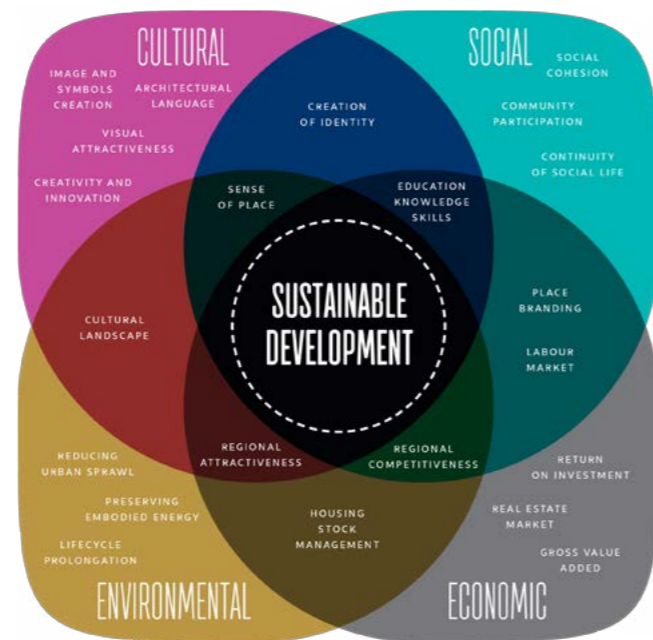 CULTURAL
IMAGE AND
SYMBOLS
CREATION
ARCHITECTURAL
LANGUAGE
VISUAL
ATTRACTIVENESS
CREATIVITY AND
INNOVATION
CREATION
OF IDENTITY
SOCIAL
SOCIAL
COHESION
COMMUNITY
PARTICIPATION
CONTINUITY
OF SOCIAL LIFE
SENSE
OF PLACE
EDUCATION
KNOWLEDGE
SKILLS
CULTURAL
LANDSCAPE
SUSTAINABLE
DEVELOPMENT
PLACE
BRANDING
LABOUR
MARKET
REGIONAL
ATTRACTIVENESS
REGIONAL
COMPETITIVENESS
REDUCING
URBAN SPRAWL
PRESERVING
EMBODIED ENERGY
LIFECYCLE
PROLONGATION
ENVIRONMENTAL
HOUSING
STOCK
MANAGEMENT
RETURN
ON INVESTMENT
REAL ESTATE
MARKET
GROSS VALUE
ADDED
ECONOMIC